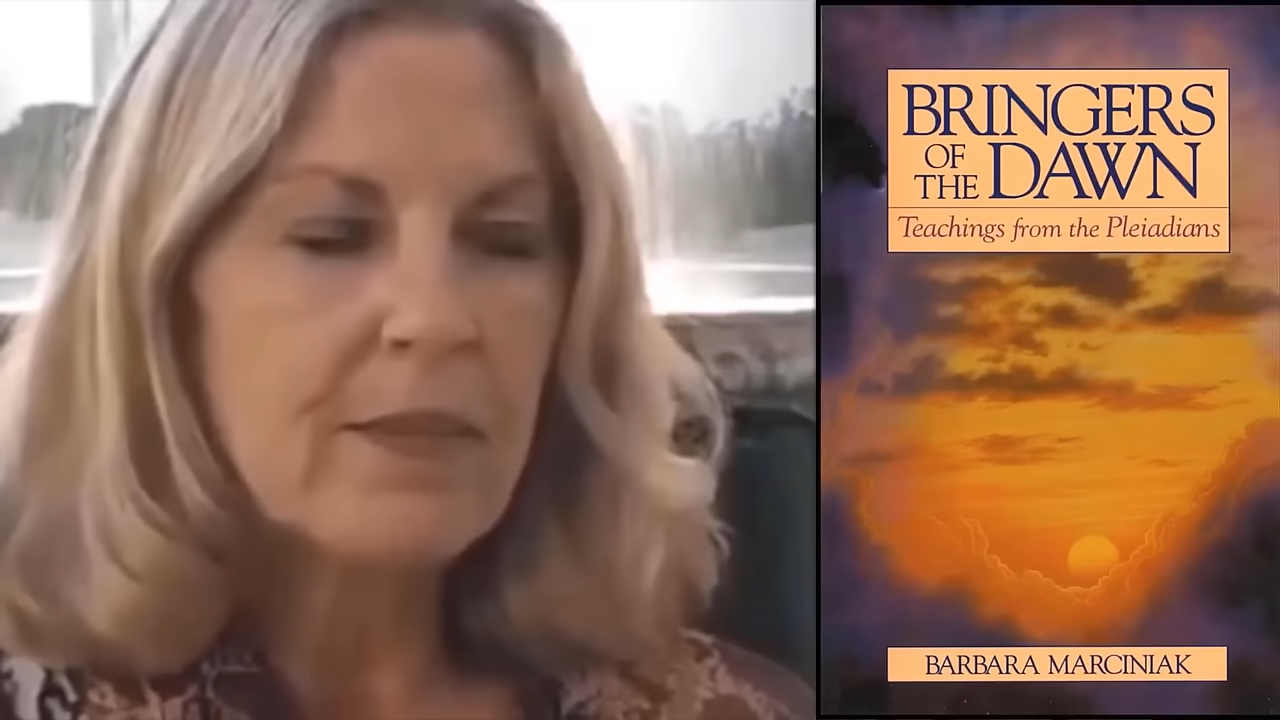 BRINGERS
OF
THE DAWN
Teachings from the Pleiadians
BARBARA MARCINIAK